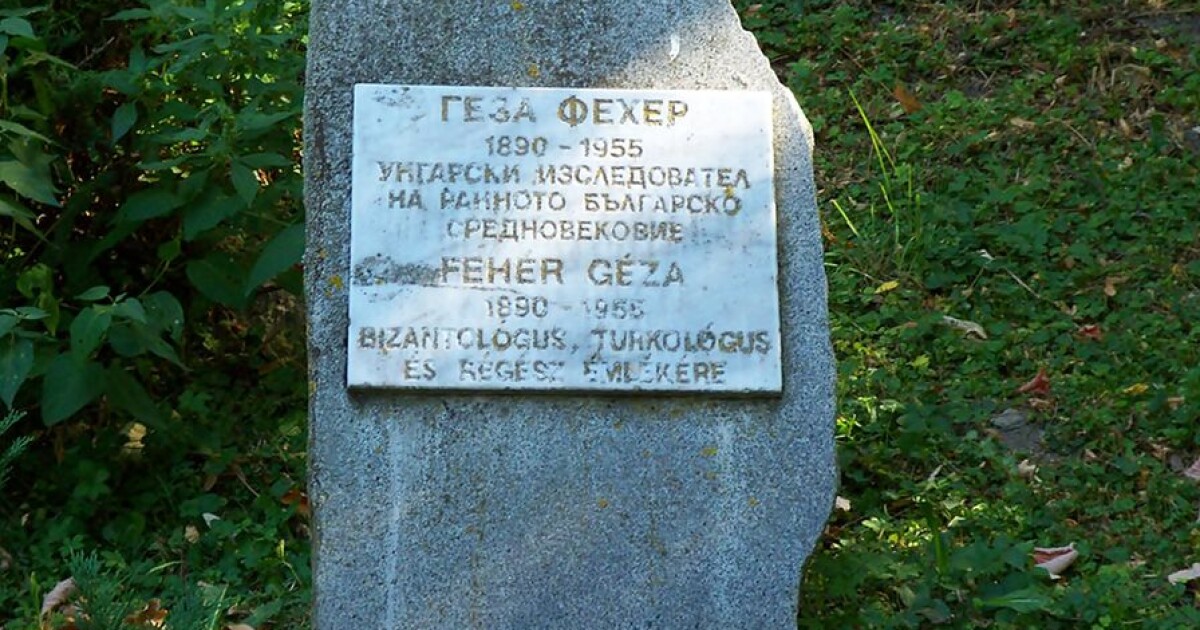 ГЕЗА ФЕХЕР
1890 - 1955
УНГАРСКИ ИЗСЛЕДОВАТЕЛ
НА РАННОТО БЪЛГАРСКО
СРЕДНОВЕКОВИЕ
FEHÉR GÉZA
1890 - 1955
BIZANTOLÓGUS, TURKOLÓGUS
ÉS RÉGÉSZ EMLÉKÉRE